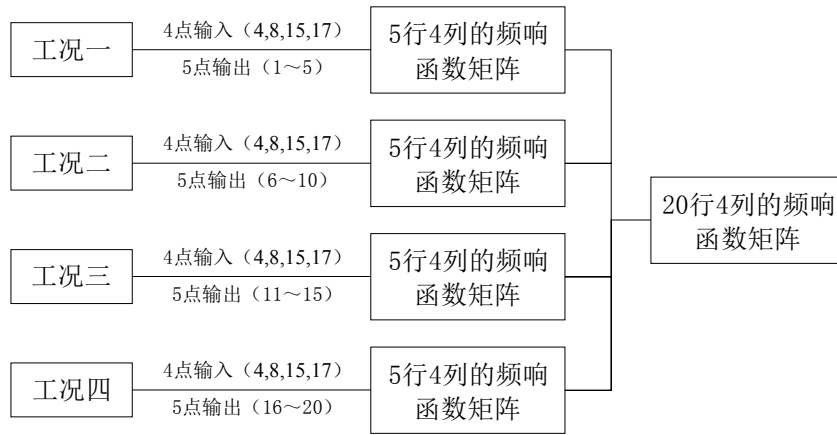 工况一
4点输入（4,8,15,17）
5点输出（1～5）
5行4列的频响
函数矩阵
工况二
4点输入（4,8,15,17）
5点输出（6～10）
5行4列的频响
函数矩阵
20行4列的频响
函数矩阵
工况三
4点输入（4,8,15,17）
5点输出（11～15）
5行4列的频响
函数矩阵
工况四
4点输入（4,8,15,17）
5点输出（16～20）
5行4列的频响
函数矩阵